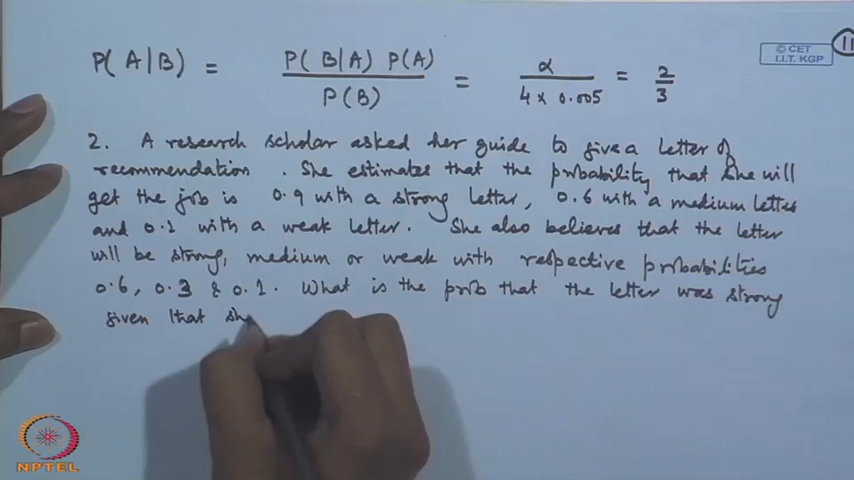 P(A|B) = P(B|A) P(A) / P(B) = α / 4 × 0.005 = 2/3
11
© CET
I.I.T. KGP
2. A research scholar asked her guide to give a letter of
recommendation . She estimates that the probability that she will
get the job is 0.9 with a strong letter, 0.6 with a medium letter
and 0.1 with a weak letter. She also believes that the letter
will be strong, medium or weak with respective probabilities
0.6, 0.3 & 0.1. What is the prob that the letter was strong
given that she
NPTEL